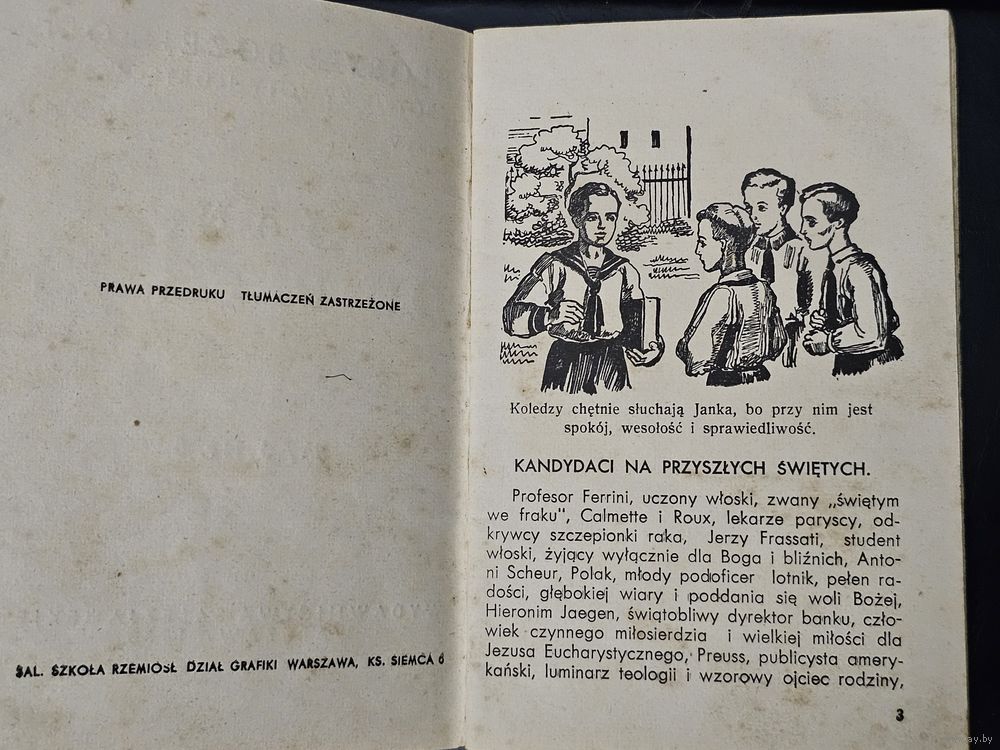 PRAWA PRZEDRUKU TŁUMACZEŃ ZASTRZEŻONE
SAL. SZKOŁA RZEMIOSŁ DZIAŁ GRAFIKI WARSZAWA, KS. SIEMCA 6
Koledzy chętnie słuchają Janka, bo przy nim jest
spokój, wesołość i sprawiedliwość.
KANDYDACI NA PRZYSZŁYCH ŚWIĘTYCH.
Profesor Ferrini, uczony włoski, zwany „świętym
we fraku", Calmette i Roux, lekarze paryscy, od-
krywcy szczepionki raka, Jerzy Frassati, student
włoski, żyjący wyłącznie dla Boga i bliźnich, Anto-
ni Scheur, Polak, młody podoficer lotnik, pełen ra-
dości, głębokiej wiary i poddania się woli Bożej,
Hieronim Jaegen, świątobliwy dyrektor banku, czło-
wiek czynnego miłosierdzia i wielkiej miłości dla
Jezusa Eucharystycznego, Preuss, publicysta amery-
kański, luminarz teologii i wzorowy ojciec rodziny,
3
ay.by